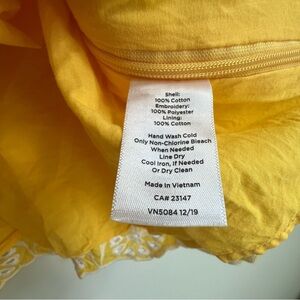 Shell:
100% Cotton
Embroidery:
100% Polyester
Lining:
100% Cotton
Hand Wash Cold
Only Non-Chlorine Bleach
When Needed
Line Dry
Cool Iron, If Needed
Or Dry Clean
Made In Vietnam
CA# 23147
VN5084 12/19